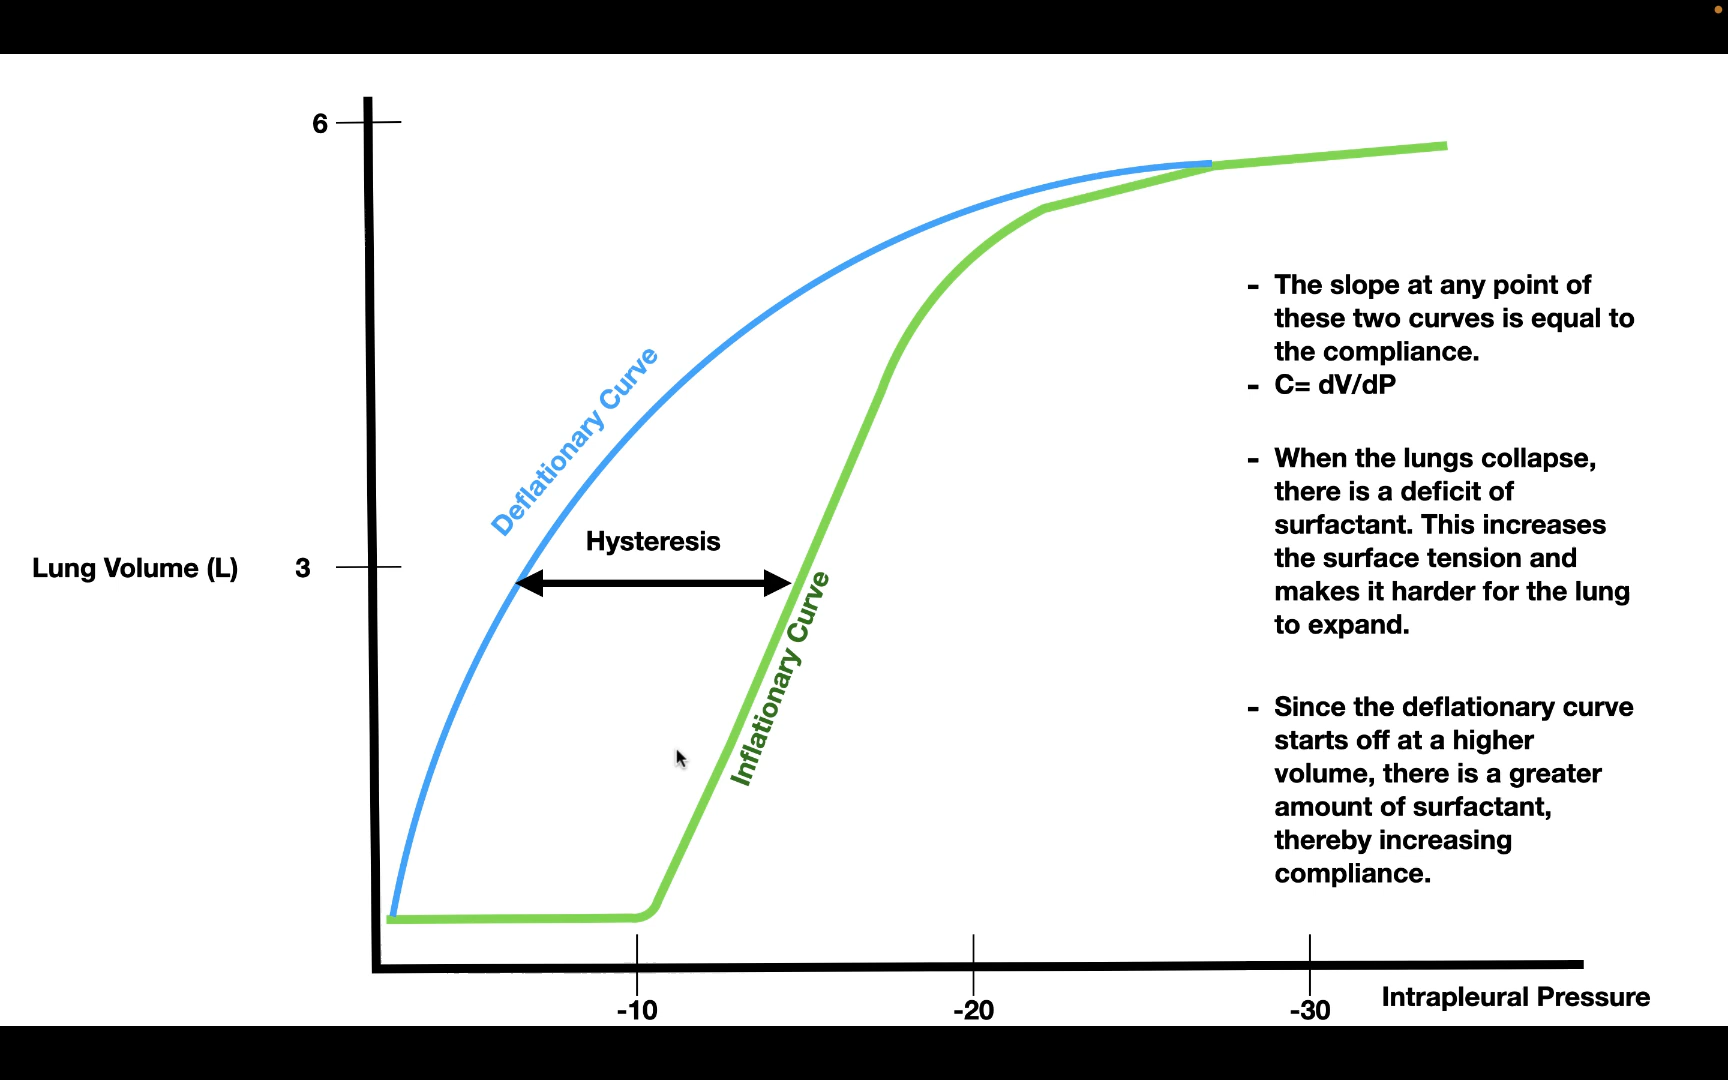 6
Deflationary Curve
Hysteresis
Lung Volume (L)
3
Inflationary Curve
- The slope at any point of
these two curves is equal to
the compliance.
- C= dV/dP
- When the lungs collapse,
there is a deficit of
surfactant. This increases
the surface tension and
makes it harder for the lung
to expand.
- Since the deflationary curve
starts off at a higher
volume, there is a greater
amount of surfactant,
thereby increasing
compliance.
-10
-20
-30
Intrapleural Pressure